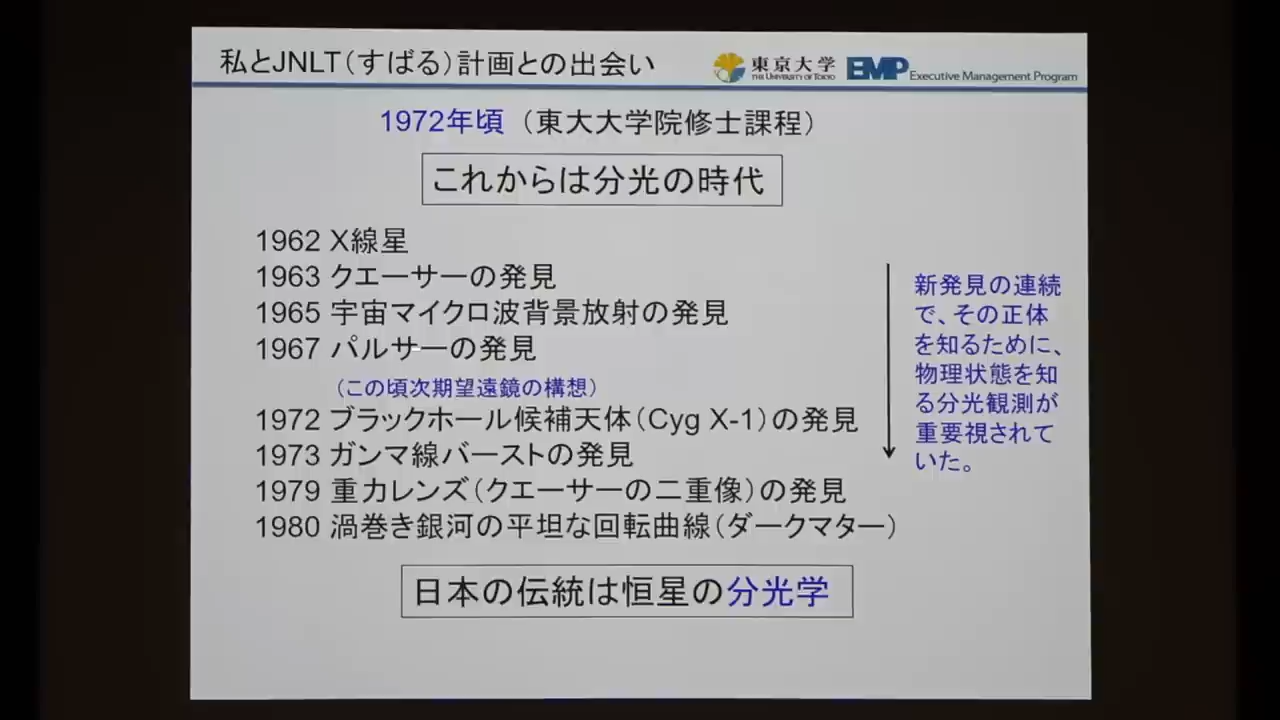 私とJNLT（すばる）計画との出会い
東京大学
THE UNIVERSITY OF TOKYO
EMP Executive Management Program
1972年頃 （東大大学院修士課程）
これからは分光の時代
1962 X線星
1963 クエーサーの発見
1965 宇宙マイクロ波背景放射の発見
1967 パルサーの発見
（この頃次期望遠鏡の構想）
1972 ブラックホール候補天体（Cyg X-1）の発見
1973 ガンマ線バーストの発見
1979 重力レンズ（クエーサーの二重像）の発見
1980 渦巻き銀河の平坦な回転曲線（ダークマター）
新発見の連続
で、その正体
を知るために、
物理状態を知
る分光観測が
重要視されて
いた。
日本の伝統は恒星の分光学